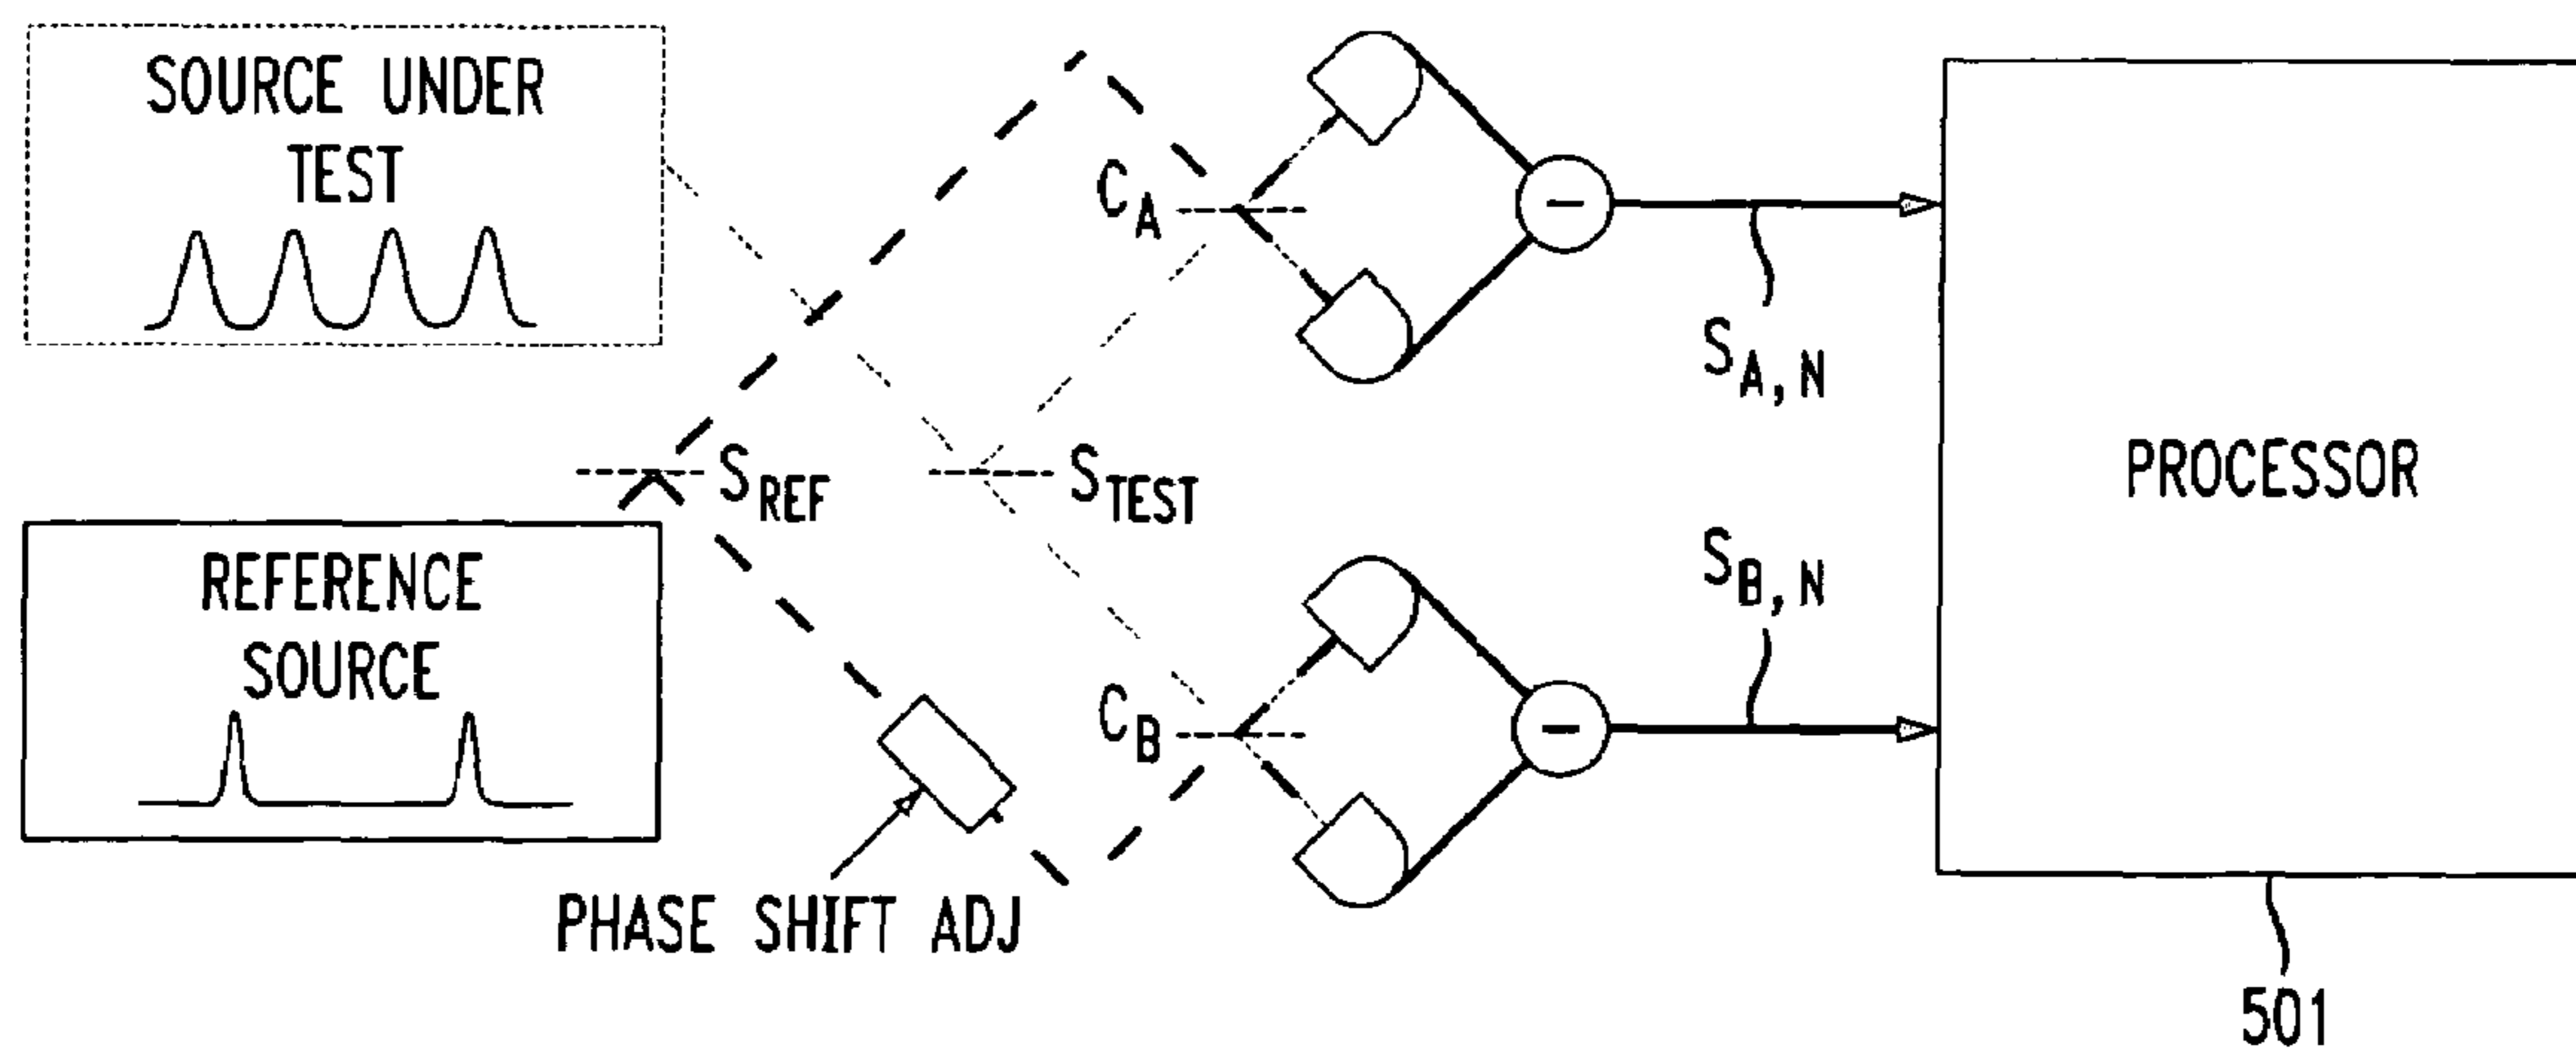 SOURCE UNDER
TEST
C_A
S_A,N
S_REF
S_TEST
PROCESSOR
REFERENCE
SOURCE
S_B,N
C_B
PHASE SHIFT ADJ
501